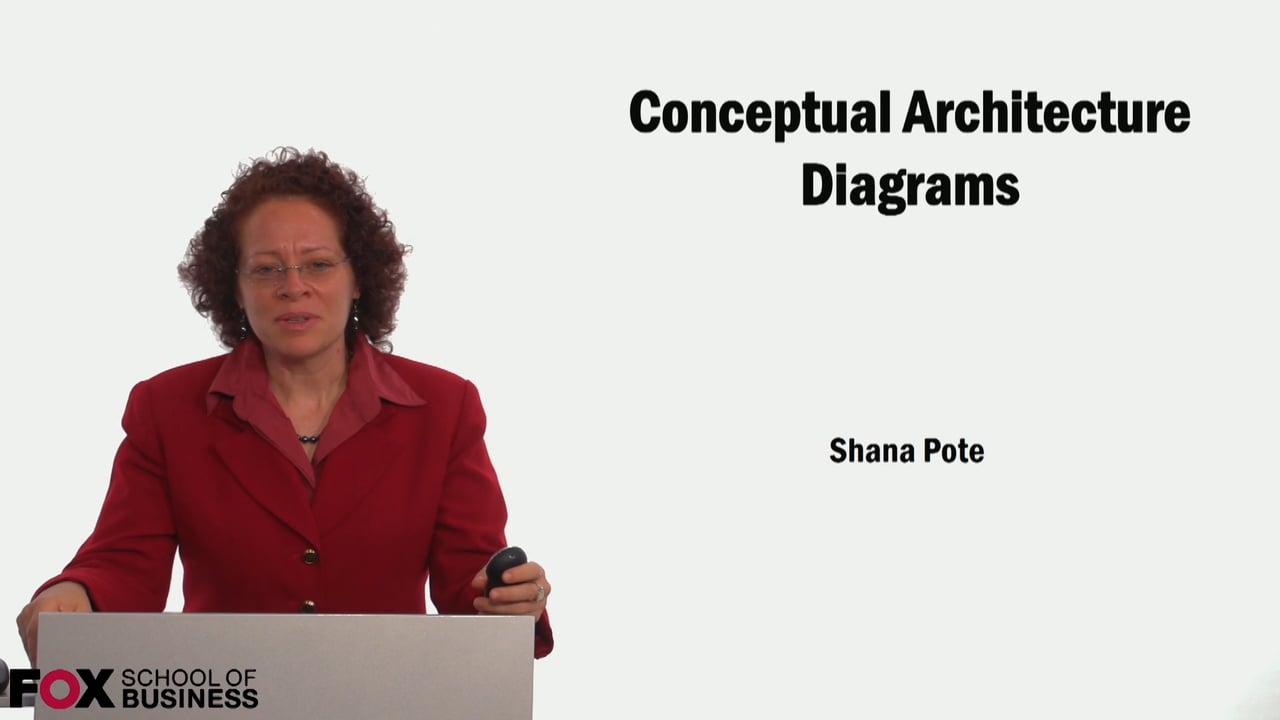 Conceptual Architecture
Diagrams
Shana Pote
FOX SCHOOL OF
BUSINESS